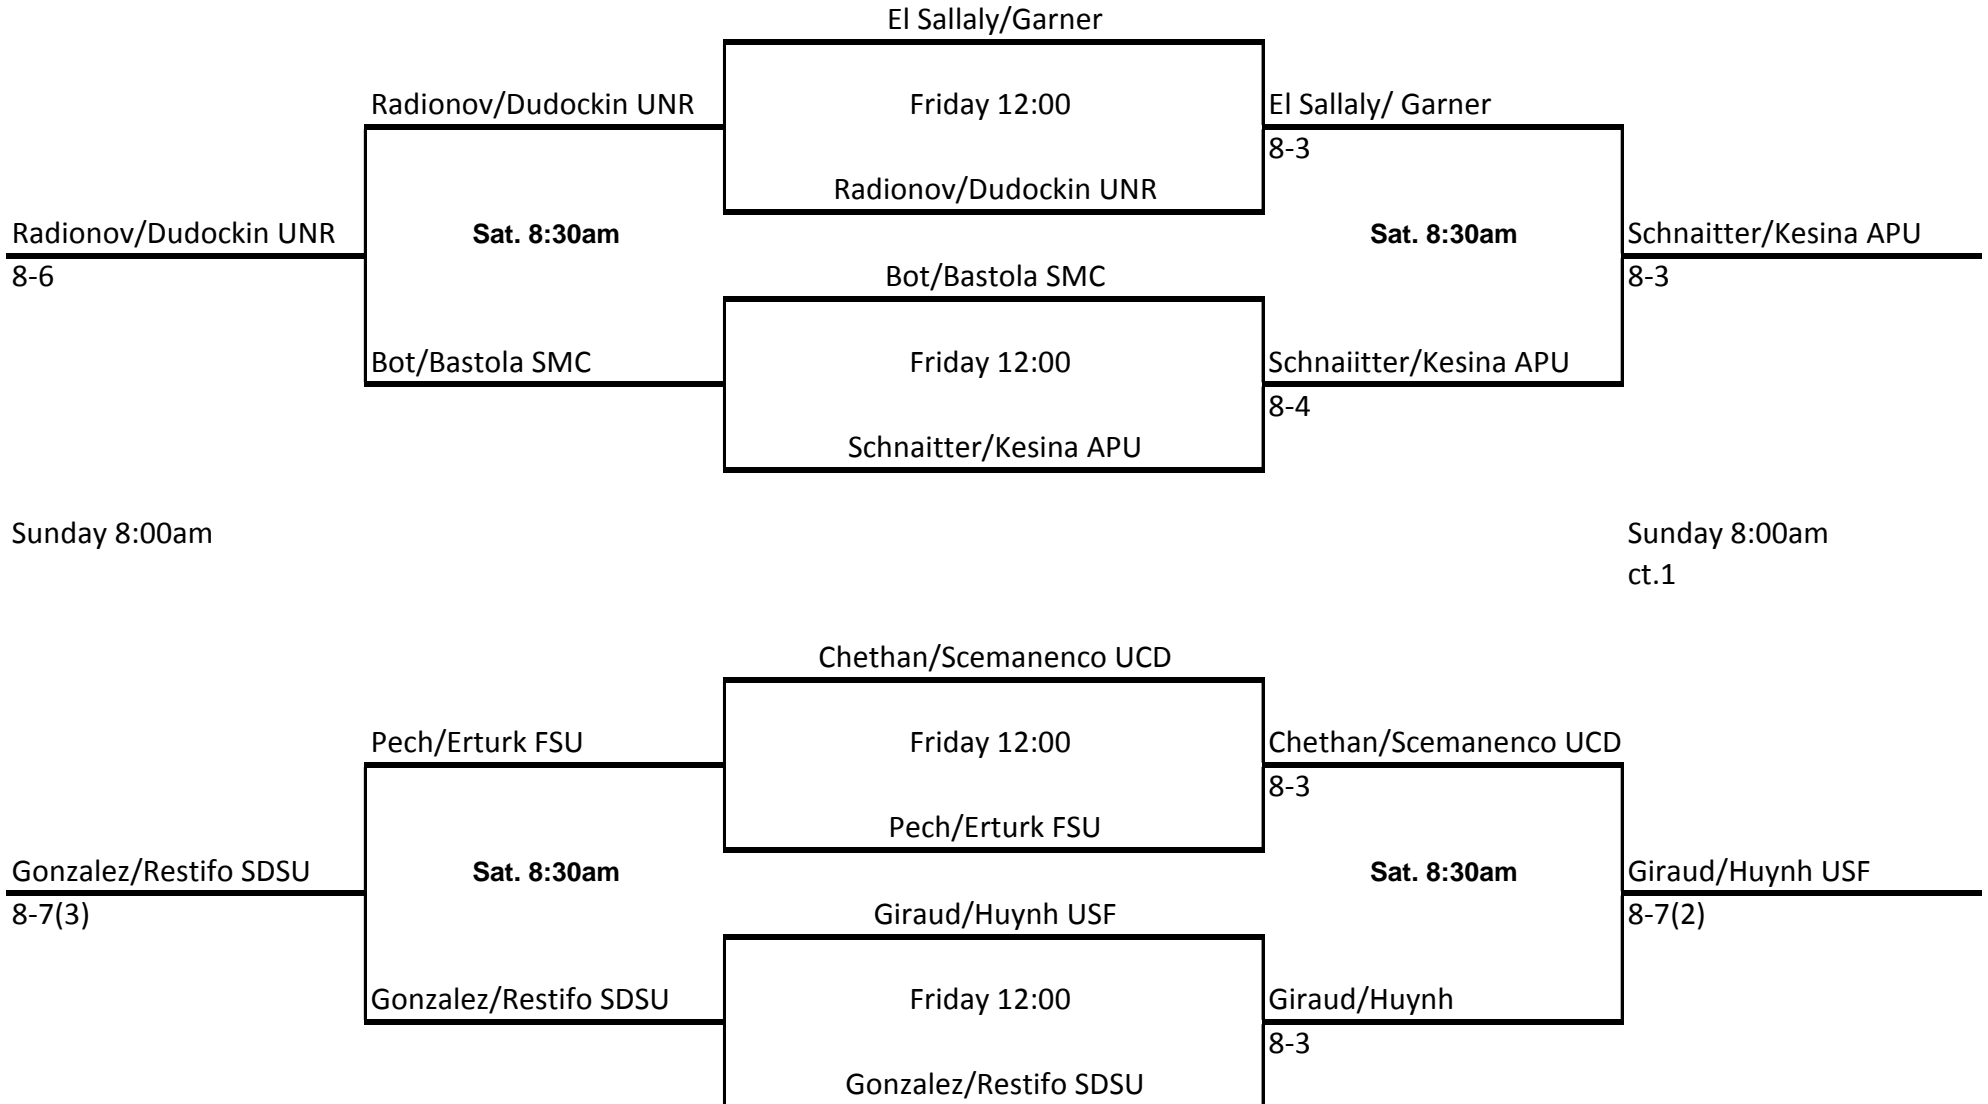 El Sallaly/Garner
Radionov/Dudockin UNR Friday 12:00 El Sallaly/ Garner
8-3
Radionov/Dudockin UNR
Radionov/Dudockin UNR Sat. 8:30am Sat. 8:30am Schnaitter/Kesina APU
8-6 Bot/Bastola SMC 8-3
Bot/Bastola SMC Friday 12:00 Schnaiitter/Kesina APU
8-4
Schnaitter/Kesina APU
Sunday 8:00am Sunday 8:00am
ct.1
Chethan/Scemanenco UCD
Pech/Erturk FSU Friday 12:00 Chethan/Scemanenco UCD
8-3
Pech/Erturk FSU
Gonzalez/Restifo SDSU Sat. 8:30am Sat. 8:30am Giraud/Huynh USF
8-7(3) Giraud/Huynh USF 8-7(2)
Gonzalez/Restifo SDSU Friday 12:00 Giraud/Huynh
8-3
Gonzalez/Restifo SDSU